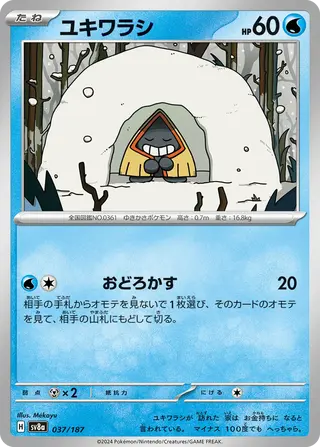 たね
ユキワラシ
HP60
全国図鑑NO.0361 ゆきかさポケモン 高さ：0.7m 重さ：16.8kg
おどろかす 20
相手の手札からオモテを見ないで1枚選び、そのカードのオモテ
を見て、相手の山札にもどして切る。
弱点 ×2 抵抗力 にげる
Illus. Mékayu
ユキワラシが 訪れた 家は お金持ちに なると
言われている。マイナス 100度でも へっちゃら。
H sv8a 037/187
©2024 Pokémon/Nintendo/Creatures/GAME FREAK.